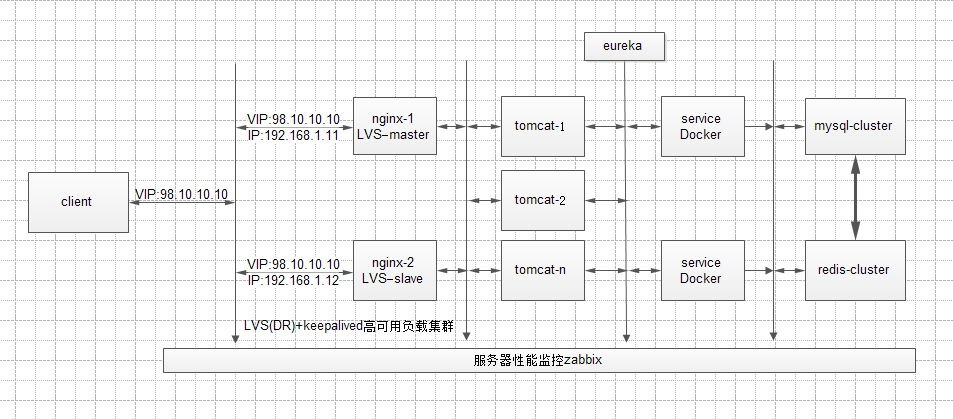 eureka
VIP:98.10.10.10
IP:192.168.1.11
nginx-1
LVS–master
tomcat-1
service
Docker
mysql-cluster
client
VIP:98.10.10.10
tomcat-2
VIP:98.10.10.10
IP:192.168.1.12
nginx-2
LVS–slave
tomcat-n
service
Docker
redis-cluster
LVS(DR)+keepalived高可用负载集群
服务器性能监控zabbix